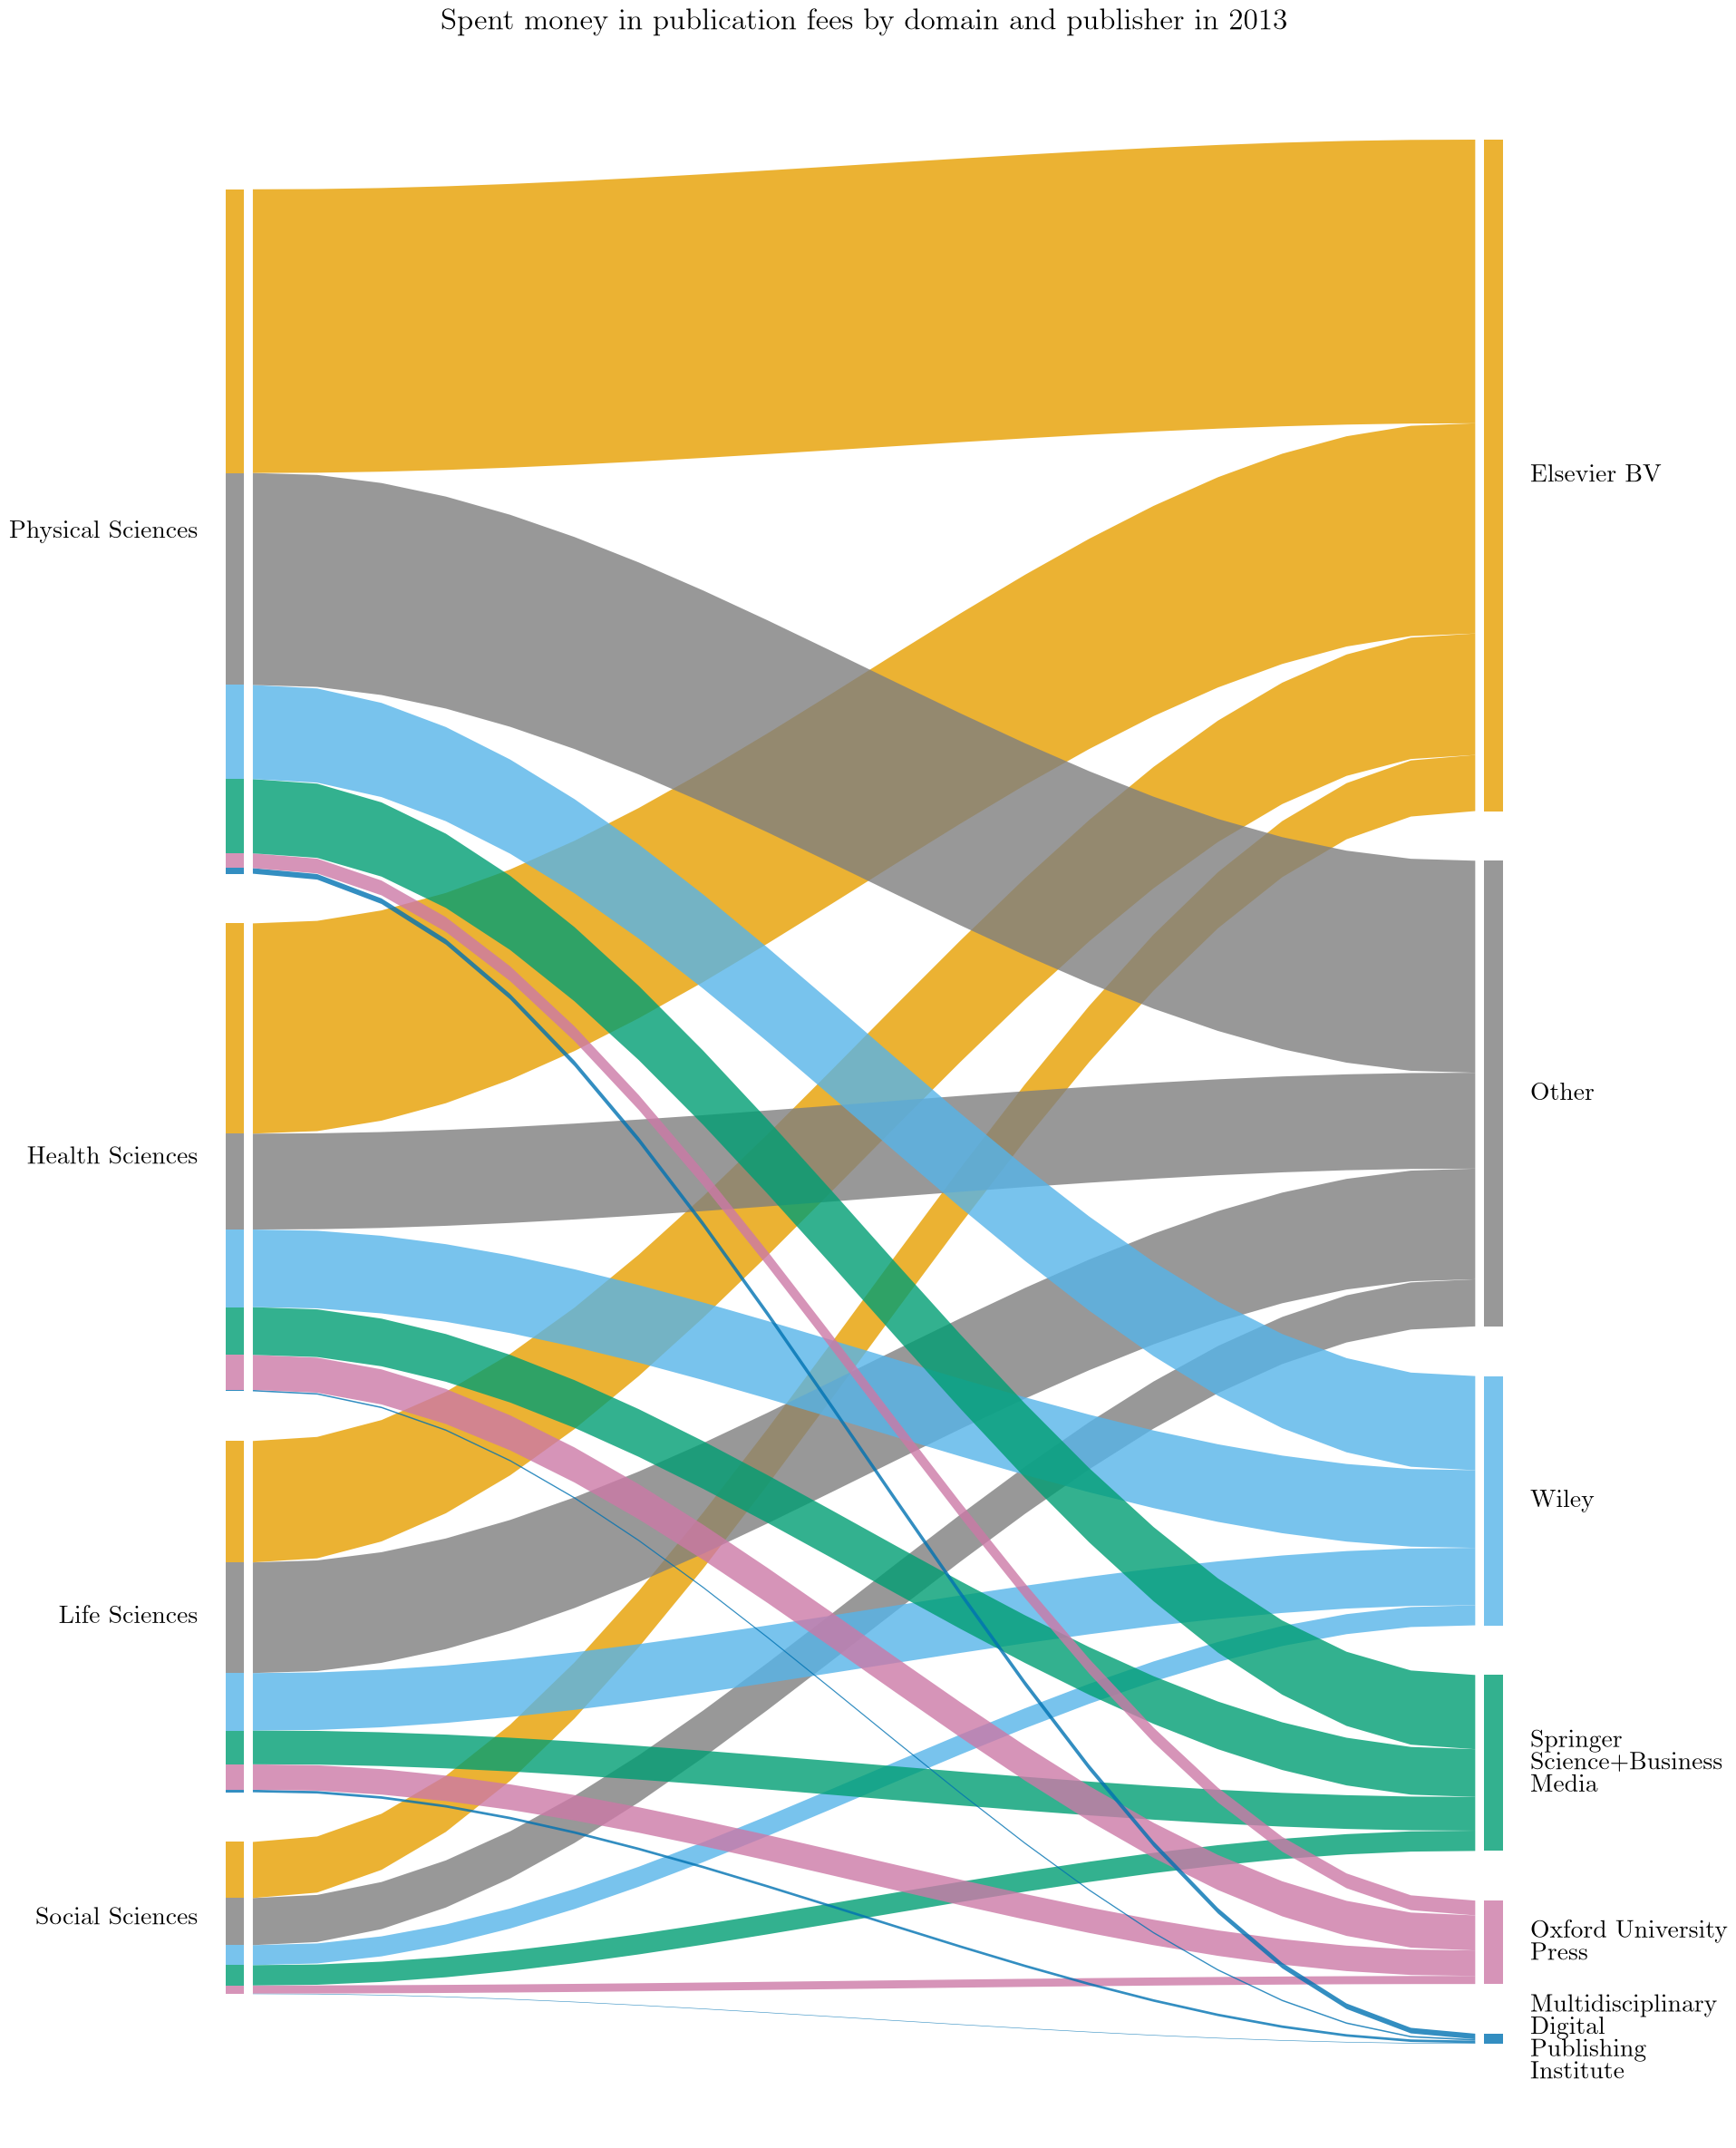 Spent money in publication fees by domain and publisher in 2013
Physical Sciences
Health Sciences
Life Sciences
Social Sciences
Elsevier BV
Other
Wiley
Springer
Science+Business
Media
Oxford University
Press
Multidisciplinary
Digital
Publishing
Institute